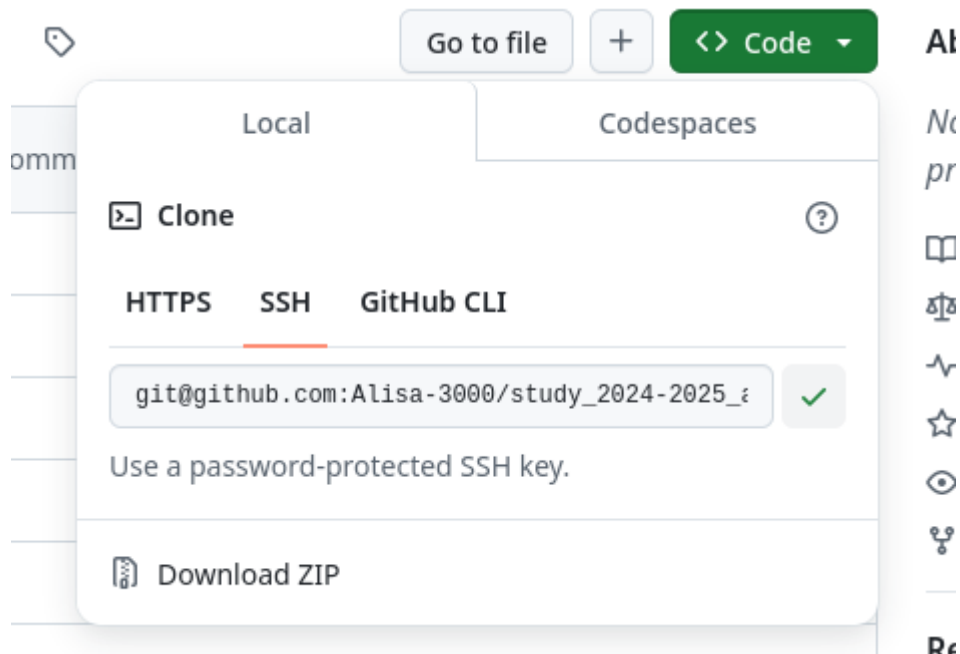 Go to file
Code
Local
Codespaces
Clone
HTTPS SSH GitHub CLI
git@github.com:Alisa-3000/study_2024-2025_a
Use a password-protected SSH key.
Download ZIP